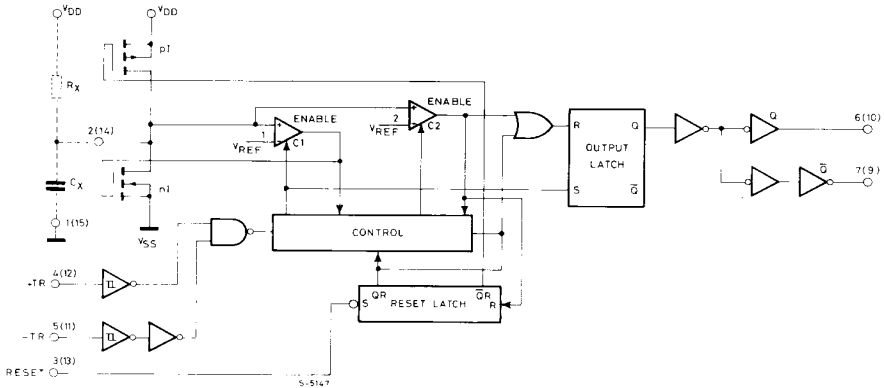 VDD
VDD
pI
RX
2(14)
ENABLE
1
VREF
C1
ENABLE
2
VREF
C2
R
Q
OUTPUT
LATCH
S
Q̅
Q
6(10)
Q̅
7(9)
CX
nI
1(15)
VSS
CONTROL
4(12)
+TR
QR
Q̅R
S
RESET LATCH
R
5(11)
-TR
3(13)
RESET
S-5147